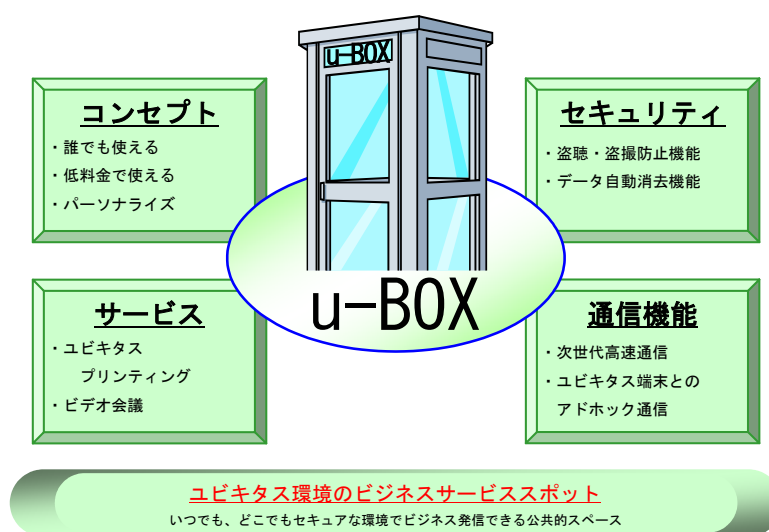 u-BOX
コンセプト
・誰でも使える
・低料金で使える
・パーソナライズ
セキュリティ
・盗聴・盗撮防止機能
・データ自動消去機能
u-BOX
サービス
・ユビキタス
プリンティング
・ビデオ会議
通信機能
・次世代高速通信
・ユビキタス端末との
アドホック通信
ユビキタス環境のビジネスサービススポット
いつでも、どこでもセキュアな環境でビジネス発信できる公共的スペース